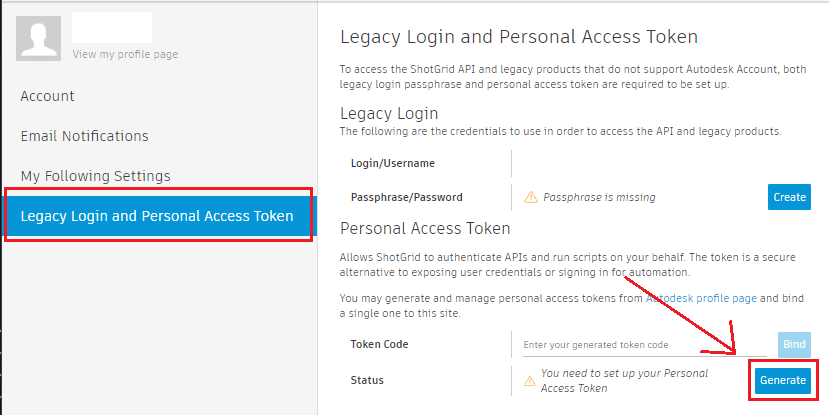 View my profile page
Account
Email Notifications
My Following Settings
Legacy Login and Personal Access Token
Legacy Login and Personal Access Token
To access the ShotGrid API and legacy products that do not support Autodesk Account, both
legacy login passphrase and personal access token are required to be set up.
Legacy Login
The following are the credentials to use in order to access the API and legacy products.
Login/Username
Passphrase/Password
Passphrase is missing
Create
Personal Access Token
Allows ShotGrid to authenticate APIs and run scripts on your behalf. The token is a secure
alternative to exposing user credentials or signing in for automation.
You may generate and manage personal access tokens from Autodesk profile page and bind
a single one to this site.
Token Code
Enter your generated token code
Bind
Status
You need to set up your Personal
Access Token
Generate